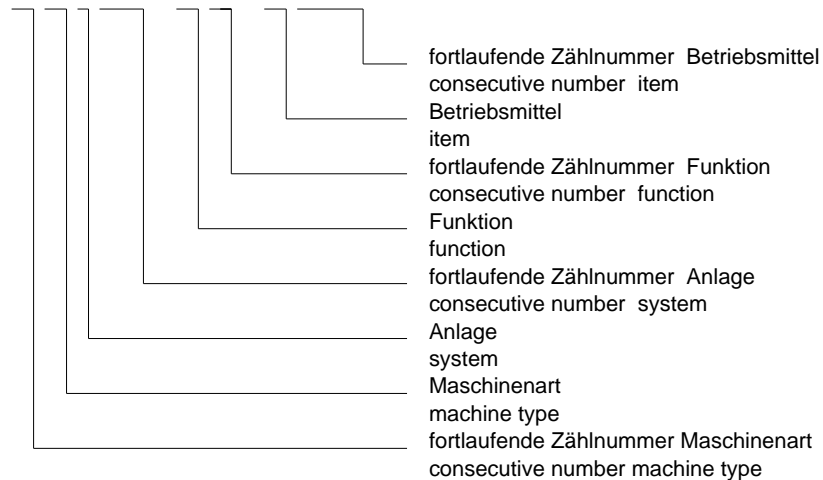 fortlaufende Zählnummer Betriebsmittel
consecutive number item
Betriebsmittel
item
fortlaufende Zählnummer Funktion
consecutive number function
Funktion
function
fortlaufende Zählnummer Anlage
consecutive number system
Anlage
system
Maschinenart
machine type
fortlaufende Zählnummer Maschinenart
consecutive number machine type